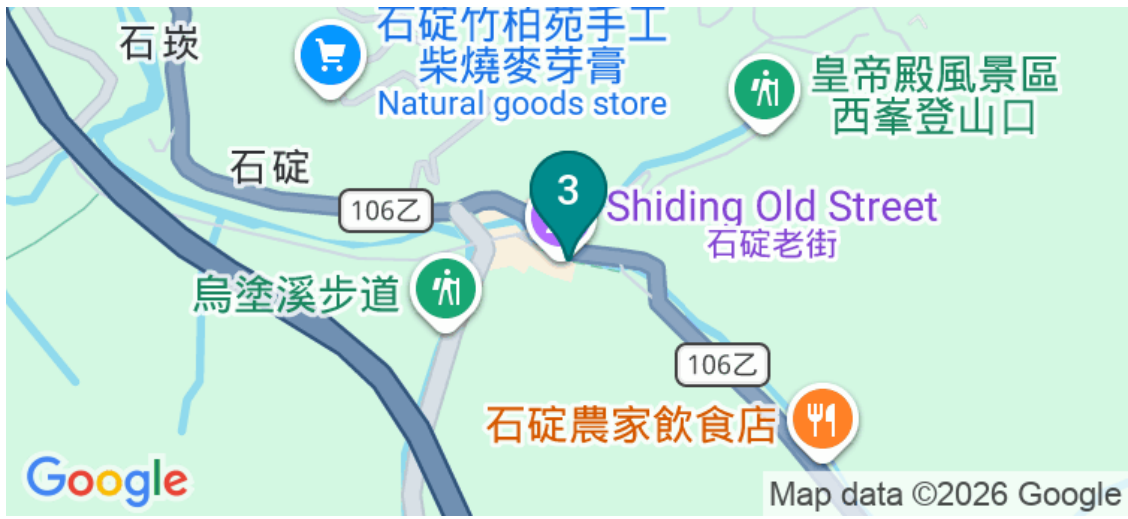 石崁
石碇竹柏苑手工
柴燒麥芽膏
Natural goods store
皇帝殿風景區
西峯登山口
石碇
106乙
3
Shiding Old Street
石碇老街
烏塗溪步道
106乙
石碇農家飲食店
Google
Map data ©2026 Google